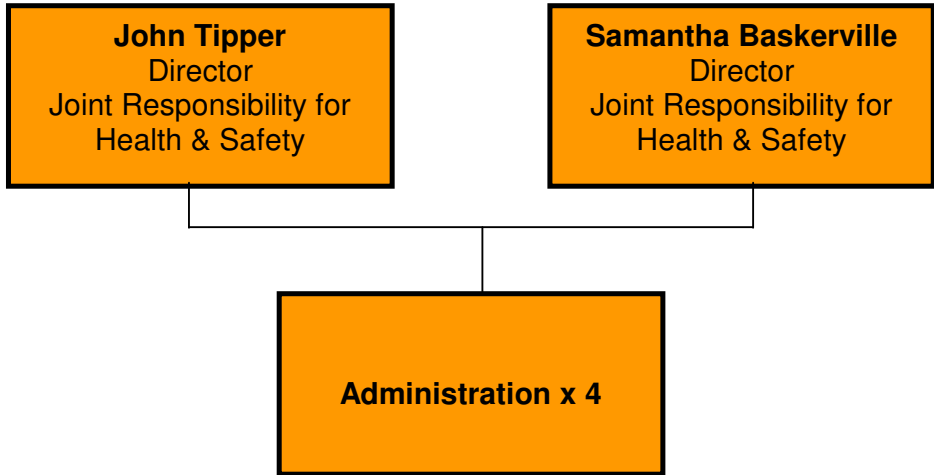 John Tipper
Director
Joint Responsibility for
Health & Safety
Samantha Baskerville
Director
Joint Responsibility for
Health & Safety
Administration x 4